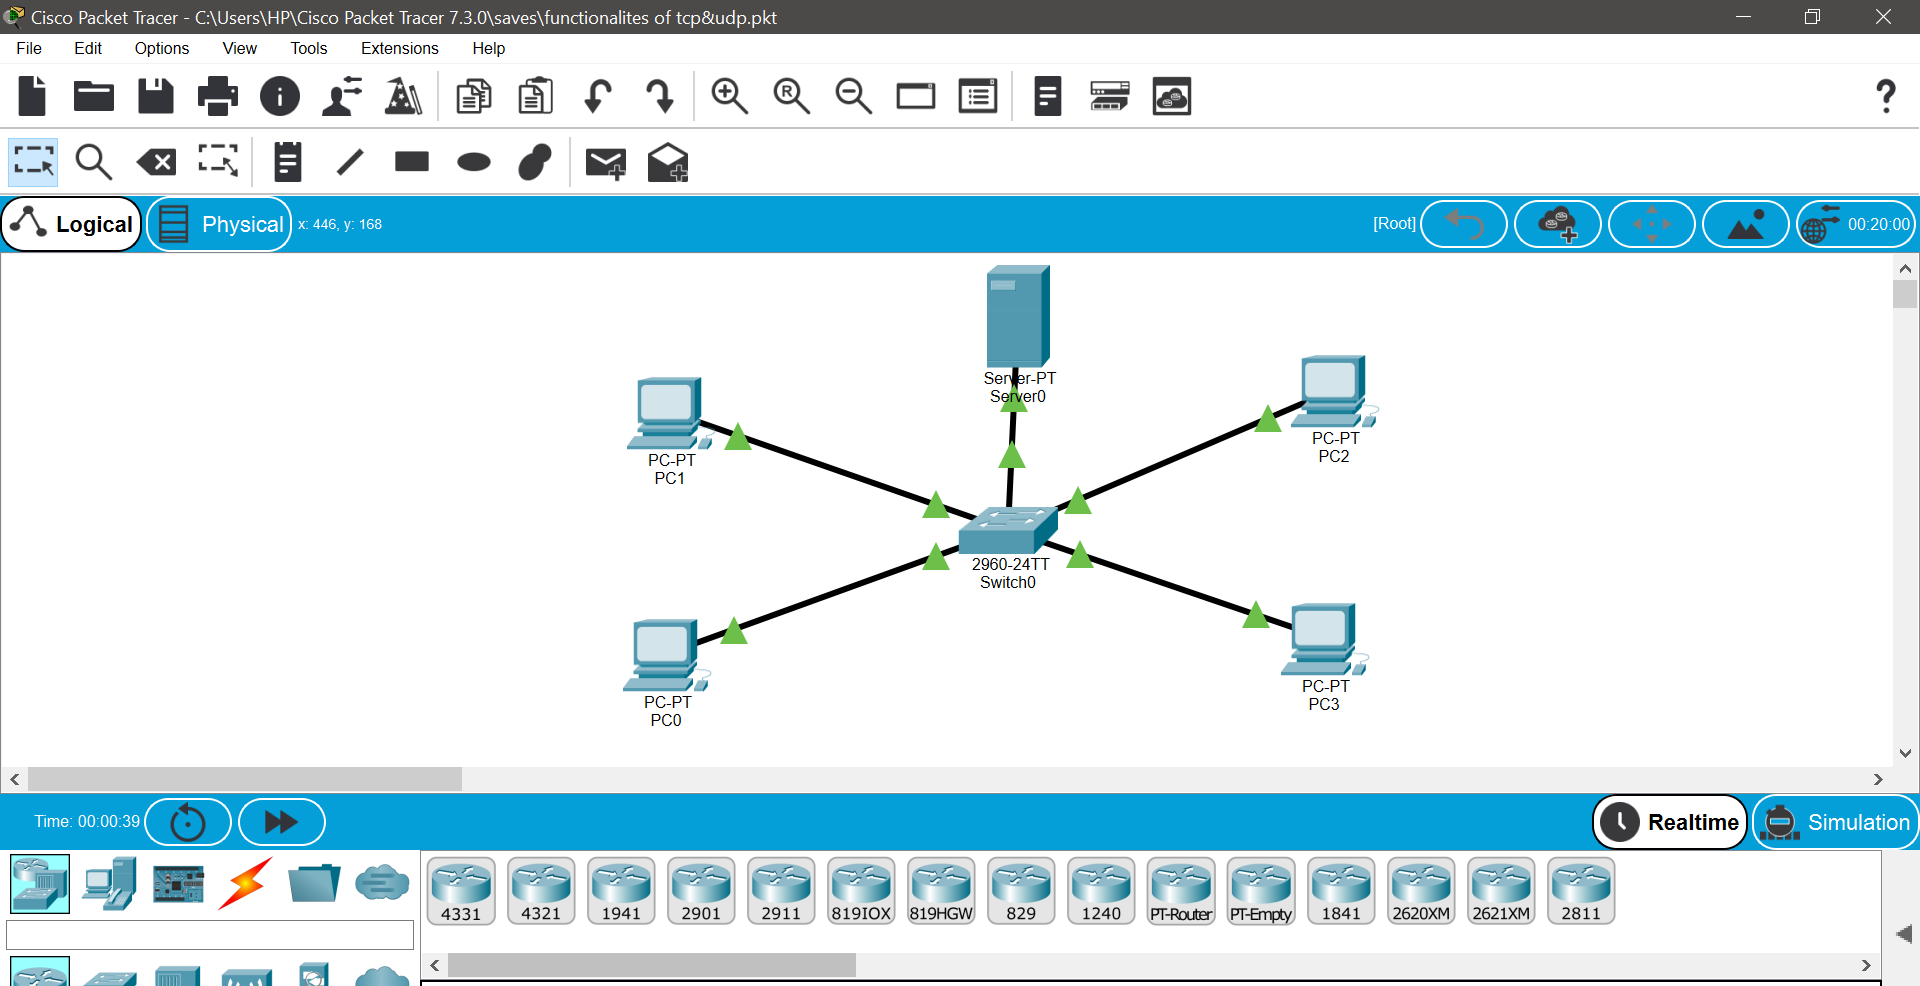 Cisco Packet Tracer - C:\Users\HP\Cisco Packet Tracer 7.3.0\saves\functionalites of tcp&udp.pkt
File Edit Options View Tools Extensions Help
Logical Physical x: 446, y: 168 [Root] 00:20:00
Server-PT
Server0
PC-PT
PC2
PC-PT
PC1
2960-24TT
Switch0
PC-PT
PC3
PC-PT
PC0
Time: 00:00:39 Realtime Simulation
4331 4321 1941 2901 2911 819IOX 819HGW 829 1240 PT-Router PT-Empty 1841 2620XM 2621XM 2811